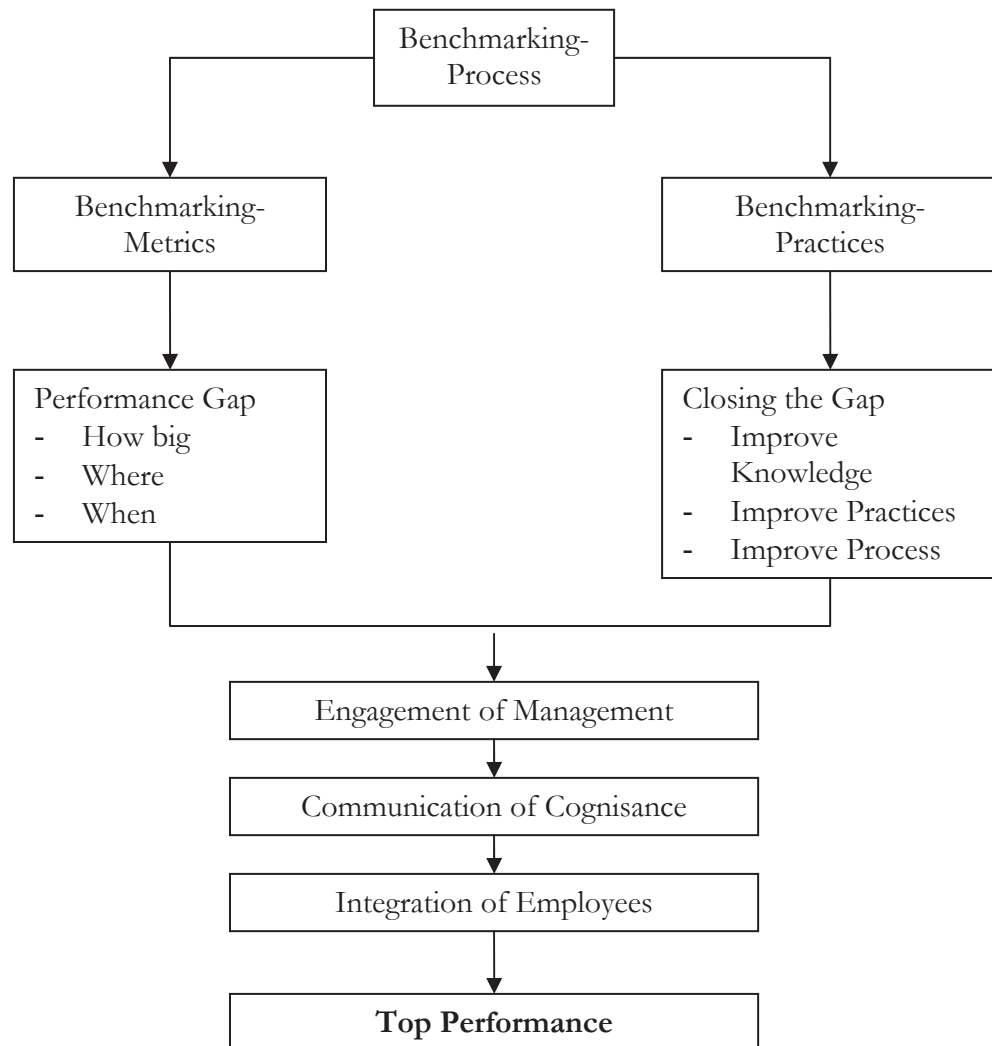 Benchmarking-
Process
Benchmarking-
Metrics
Benchmarking-
Practices
Performance Gap
- How big
- Where
- When
Closing the Gap
- Improve
Knowledge
- Improve Practices
- Improve Process
Engagement of Management
Communication of Cognisance
Integration of Employees
Top Performance